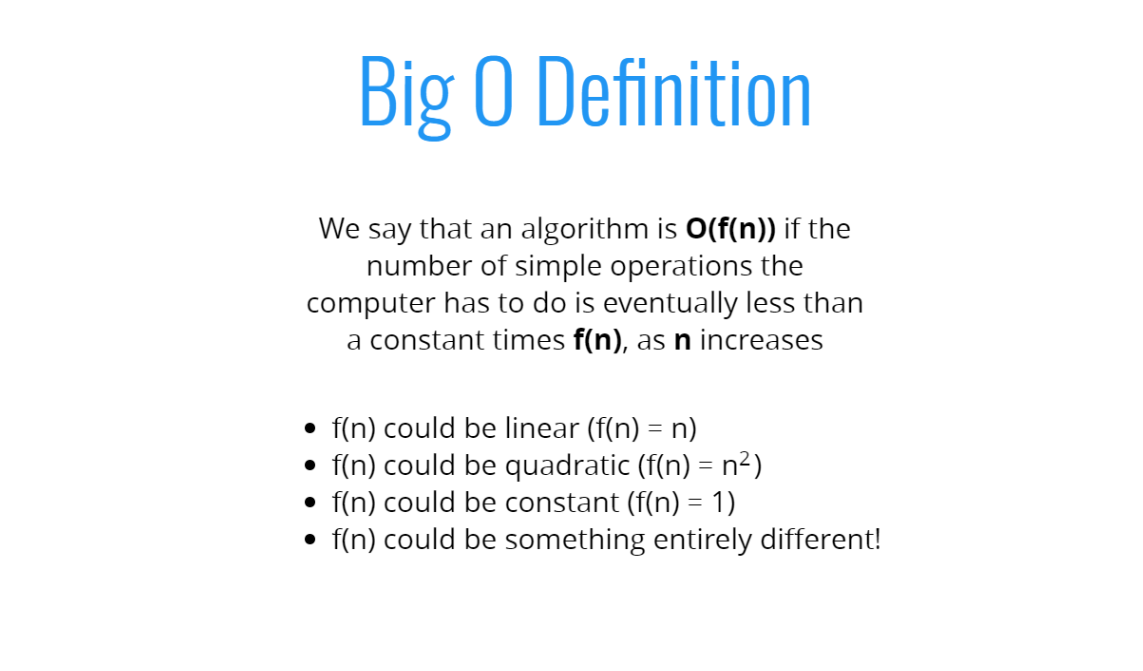 Big O Definition
We say that an algorithm is O(f(n)) if the
number of simple operations the
computer has to do is eventually less than
a constant times f(n), as n increases
• f(n) could be linear (f(n) = n)
• f(n) could be quadratic (f(n) = n²)
• f(n) could be constant (f(n) = 1)
• f(n) could be something entirely different!